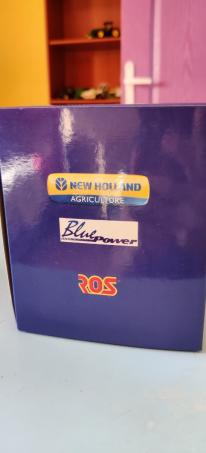 NEW HOLLAND
AGRICULTURE
Blue Power
ROS